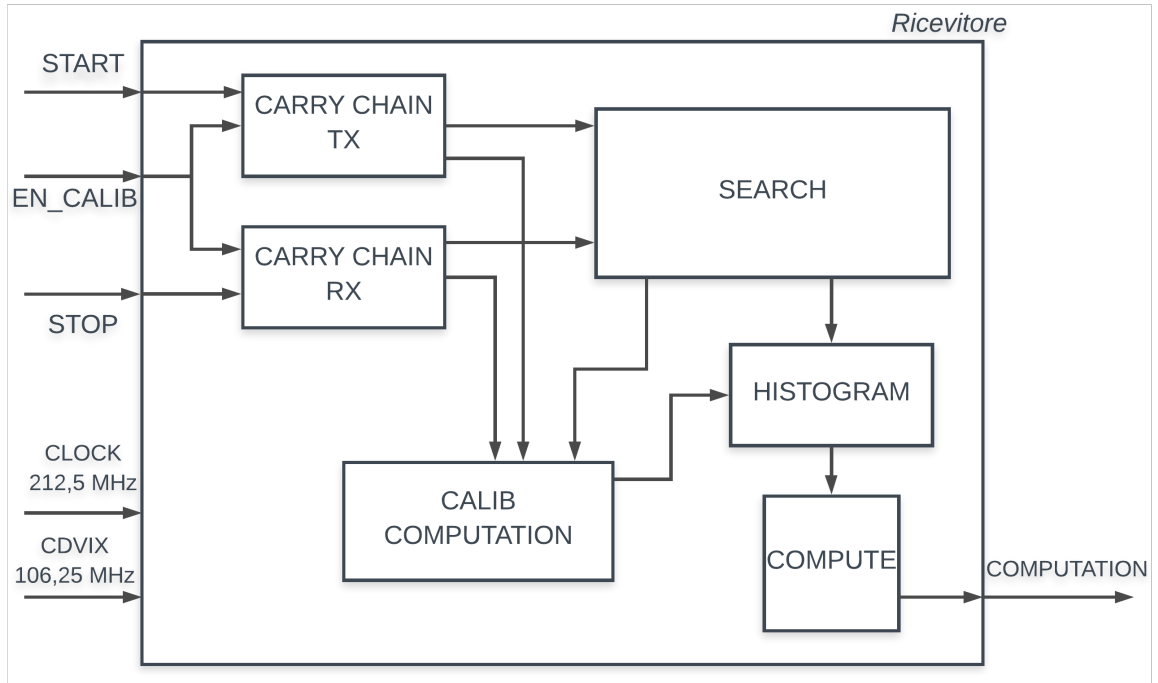 Ricevitore
START
CARRY CHAIN
TX
EN_CALIB
SEARCH
CARRY CHAIN
RX
STOP
HISTOGRAM
CLOCK
212,5 MHz
CALIB
COMPUTATION
CDVIX
106,25 MHz
COMPUTE
COMPUTATION